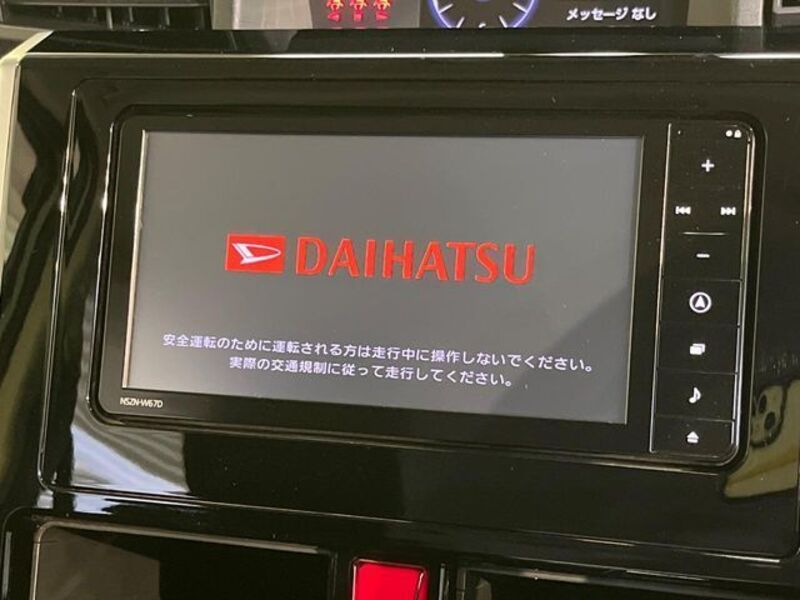 メッセージ なし
DAIHATSU
安全運転のために運転される方は走行中に操作しないでください。
実際の交通規制に従って走行してください。
NSZN-W67D